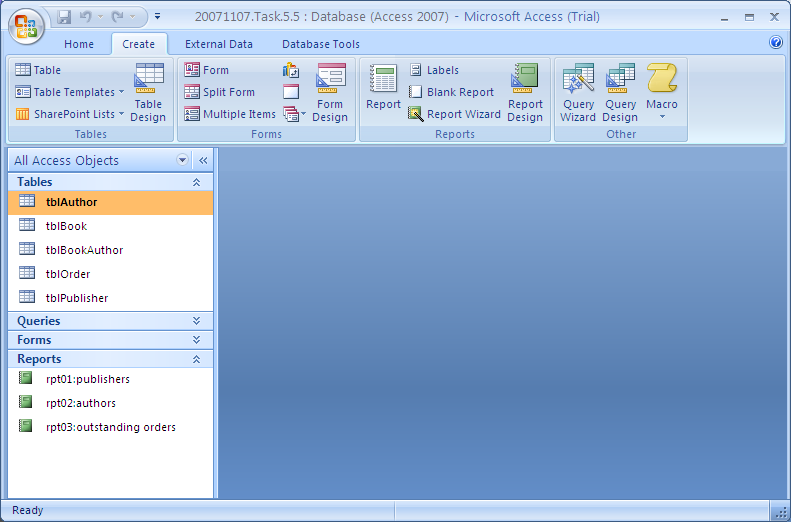 20071107.Task.5.5 : Database (Access 2007) - Microsoft Access (Trial)
Home Create External Data Database Tools
Table
Table Templates
SharePoint Lists
Table Design
Tables
Form
Split Form
Multiple Items
Form Design
Forms
Report
Labels
Blank Report
Report Wizard
Report Design
Reports
Query Wizard
Query Design
Macro
Other
All Access Objects
Tables
tblAuthor
tblBook
tblBookAuthor
tblOrder
tblPublisher
Queries
Forms
Reports
rpt01:publishers
rpt02:authors
rpt03:outstanding orders
Ready